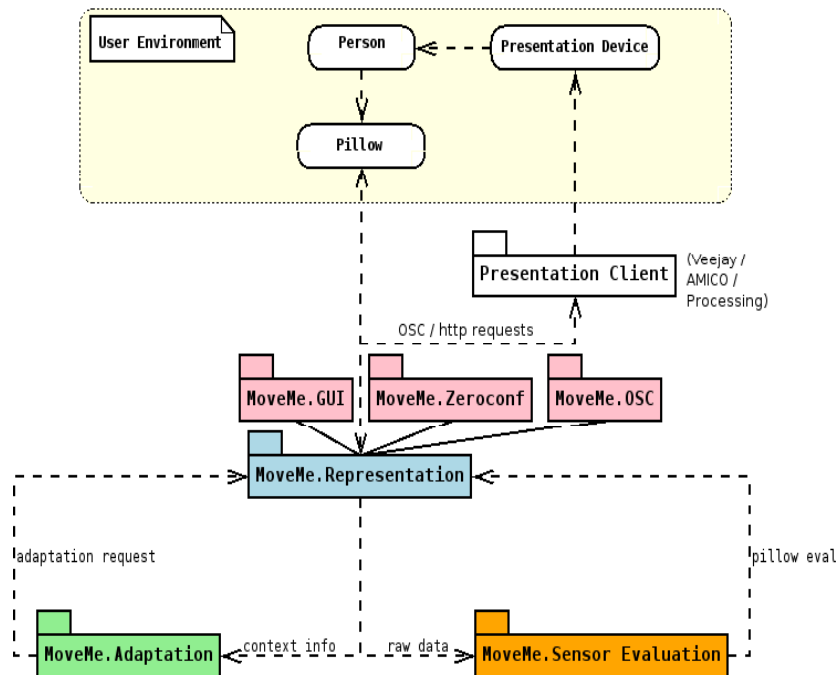 User Environment
Person
Presentation Device
Pillow
Presentation Client
(Veejay /
AMICO /
Processing)
OSC / http requests
MoveMe.GUI
MoveMe.Zeroconf
MoveMe.OSC
MoveMe.Representation
adaptation request
pillow eval
MoveMe.Adaptation
context info
raw data
MoveMe.Sensor Evaluation